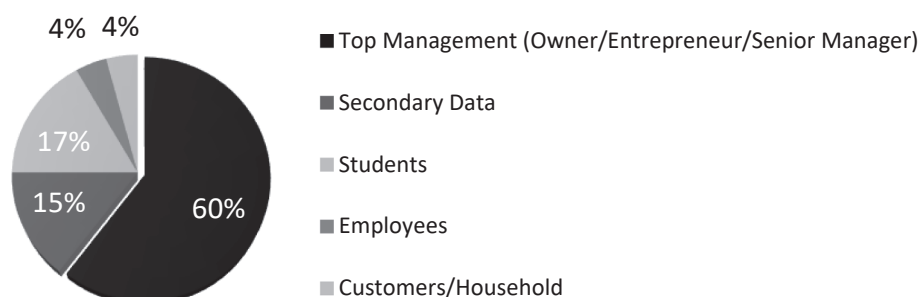 4% 4%
17%
15%
60%
Top Management (Owner/Entrepreneur/Senior Manager)
Secondary Data
Students
Employees
Customers/Household